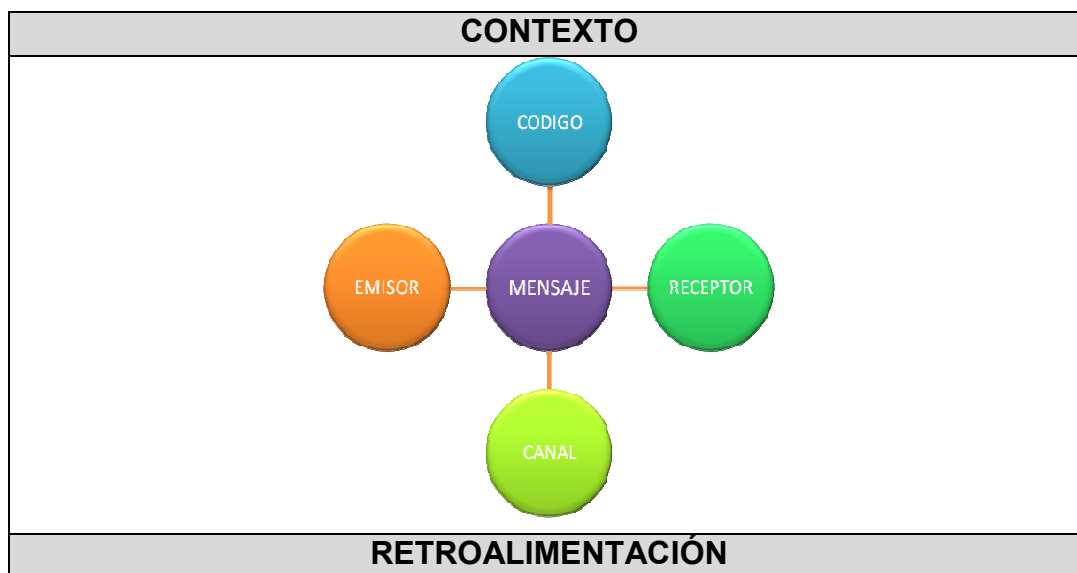 CONTEXTO
CODIGO
EMISOR
MENSAJE
RECEPTOR
CANAL
RETROALIMENTACIÓN